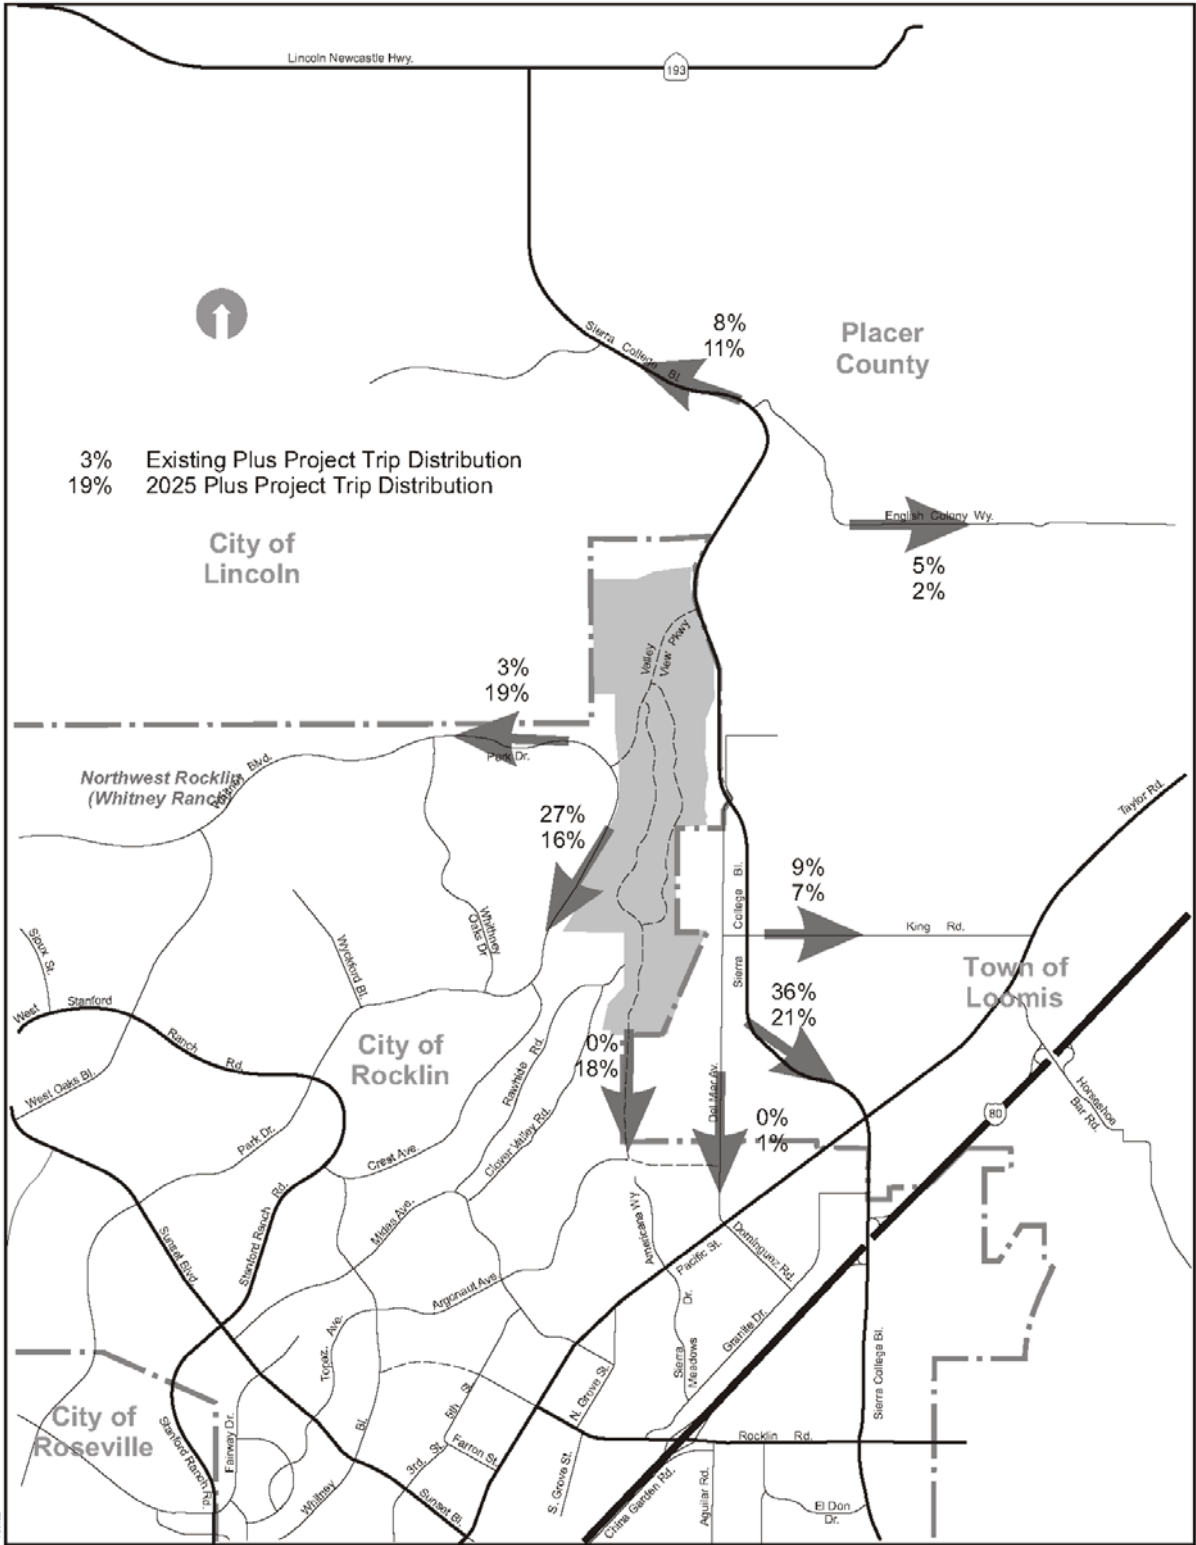 Lincoln Newcastle Hwy.
193
Sierra College Bl.
8%
11%
Placer
County
3% Existing Plus Project Trip Distribution
19% 2025 Plus Project Trip Distribution
English Colony Wy.
City of
Lincoln
5%
2%
Valley
View Pkwy
3%
19%
Park Dr.
Northwest Rocklin
(Whitney Ranch
Whitney Blvd.
Taylor Rd.
27%
16%
9%
7%
Sierra College Bl.
King Rd.
Whithney
Oaks Dr
Sioux St.
Wyckford Bl.
Town of
Loomis
36%
21%
West Stanford Ranch Rd.
City of
Rocklin
0%
18%
Rawhide Rd.
Del Mar Av.
West Oaks Bl.
Horseshoe
Bar Rd.
80
Clover Valley Rd.
0%
1%
Park Dr.
Crest Ave.
Midas Ave.
Americana Wy
Stanford Ranch Rd.
Sunset Blvd.
Dominguez Rd.
Pacific St.
Argonaut Ave.
Dr.
Granite Dr.
Topaz Ave.
Sierra
Meadows
Sierra College Bl.
N. Grove St.
5th St.
City of
Roseville
Stanford Ranch Rd.
Fairway Dr.
Whitney Bl.
Farron St.
3rd. St.
Rocklin Rd.
S. Grove St.
China Garden Rd.
Aguilar Rd.
Sunset Bl.
El Don
Dr.